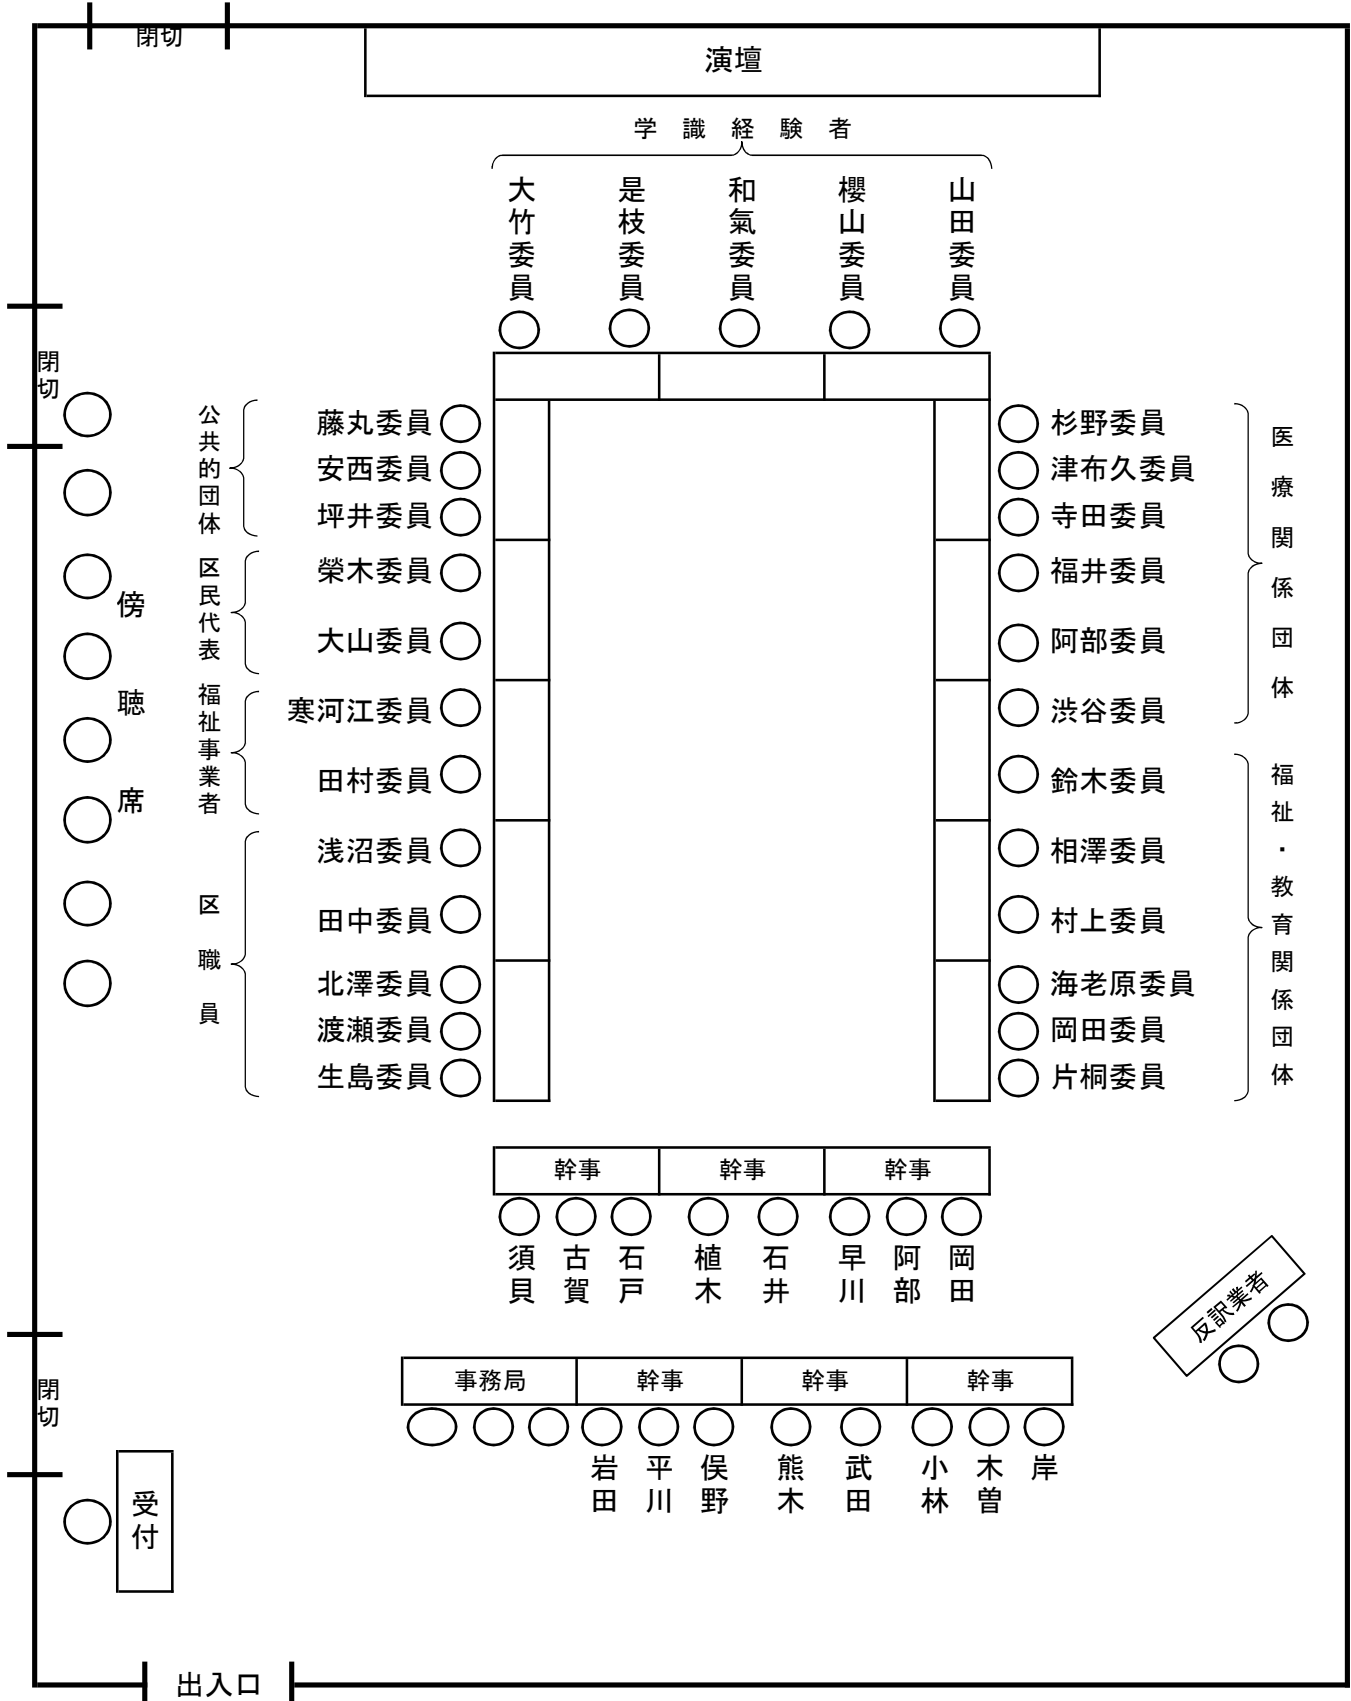 閉切
演壇
学識経験者
大竹委員
是枝委員
和氣委員
櫻山委員
山田委員
閉切
公共的団体
藤丸委員
安西委員
坪井委員
区民代表
榮木委員
大山委員
福祉事業者
寒河江委員
田村委員
区職員
浅沼委員
田中委員
北澤委員
渡瀬委員
生島委員
傍聴席
杉野委員
津布久委員
寺田委員
福井委員
阿部委員
渋谷委員
医療関係団体
鈴木委員
相澤委員
村上委員
海老原委員
岡田委員
片桐委員
福祉・教育関係団体
幹事
幹事
幹事
須貝
古賀
石戸
植木
石井
早川
阿部
岡田
反訳業者
事務局
幹事
幹事
幹事
岩田
平川
俣野
熊木
武田
小林
木曽
岸
閉切
受付
出入口